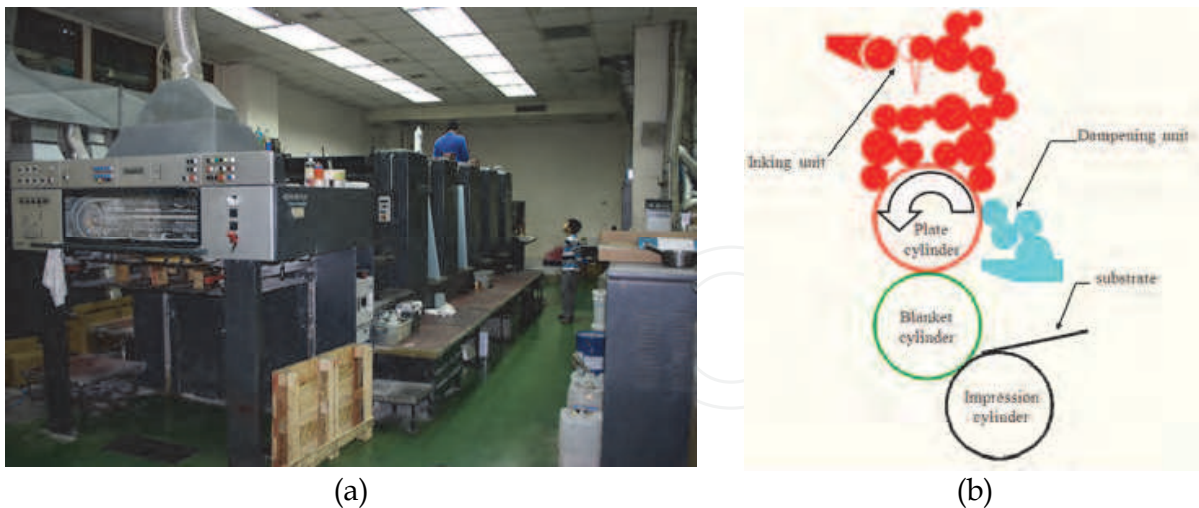 Inking unit
Dampening unit
Plate
cylinder
substrate
Blanket
cylinder
Impression
cylinder
(a)
(b)